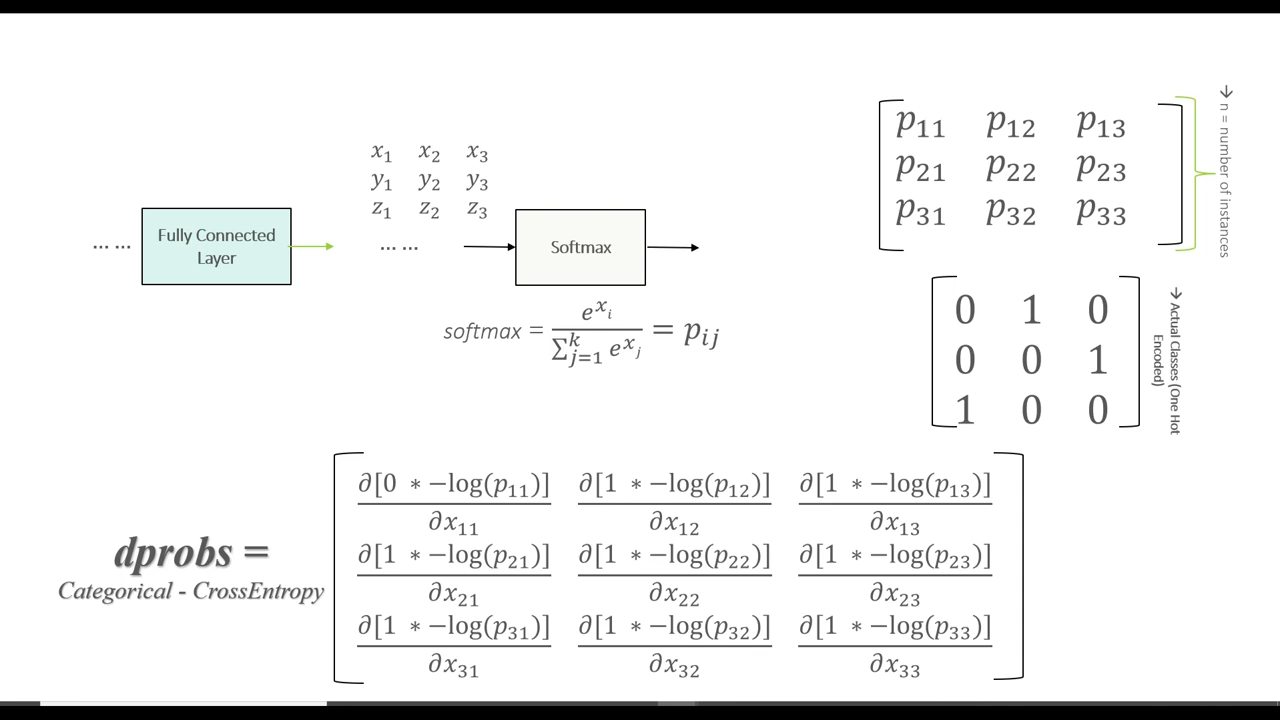 x₁ x₂ x₃
y₁ y₂ y₃
z₁ z₂ z₃
... ...
Fully Connected
Layer
... ...
Softmax
softmax = e^{x_i} / ∑_{j=1}^{k} e^{x_j} = p_{ij}
p₁₁ p₁₂ p₁₃
p₂₁ p₂₂ p₂₃
p₃₁ p₃₂ p₃₃
→ n = number of instances
0 1 0
0 0 1
1 0 0
→ Actual Classes (One Hot
Encoded)
dprobs =
Categorical - CrossEntropy
∂[0 * −log(p₁₁)] ∂[1 * −log(p₁₂)] ∂[1 * −log(p₁₃)]
∂x₁₁ ∂x₁₂ ∂x₁₃
∂[1 * −log(p₂₁)] ∂[1 * −log(p₂₂)] ∂[1 * −log(p₂₃)]
∂x₂₁ ∂x₂₂ ∂x₂₃
∂[1 * −log(p₃₁)] ∂[1 * −log(p₃₂)] ∂[1 * −log(p₃₃)]
∂x₃₁ ∂x₃₂ ∂x₃₃